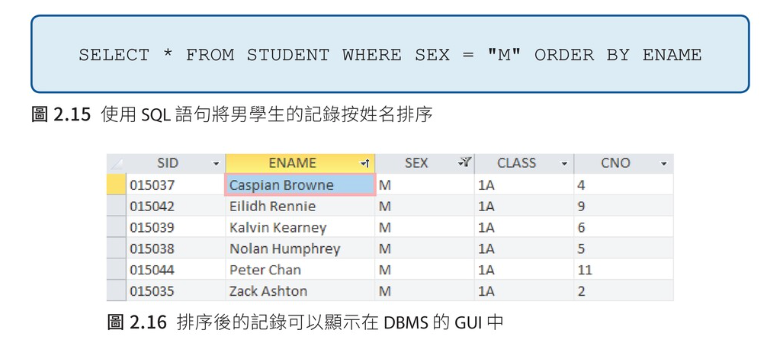 SELECT * FROM STUDENT WHERE SEX = "M" ORDER BY ENAME
圖 2.15 使用 SQL 語句將男學生的記錄按姓名排序
SID ENAME SEX CLASS CNO
015037 Caspian Browne M 1A 4
015042 Eilidh Rennie M 1A 9
015039 Kalvin Kearney M 1A 6
015038 Nolan Humphrey M 1A 5
015044 Peter Chan M 1A 11
015035 Zack Ashton M 1A 2
圖 2.16 排序後的記錄可以顯示在 DBMS 的 GUI 中